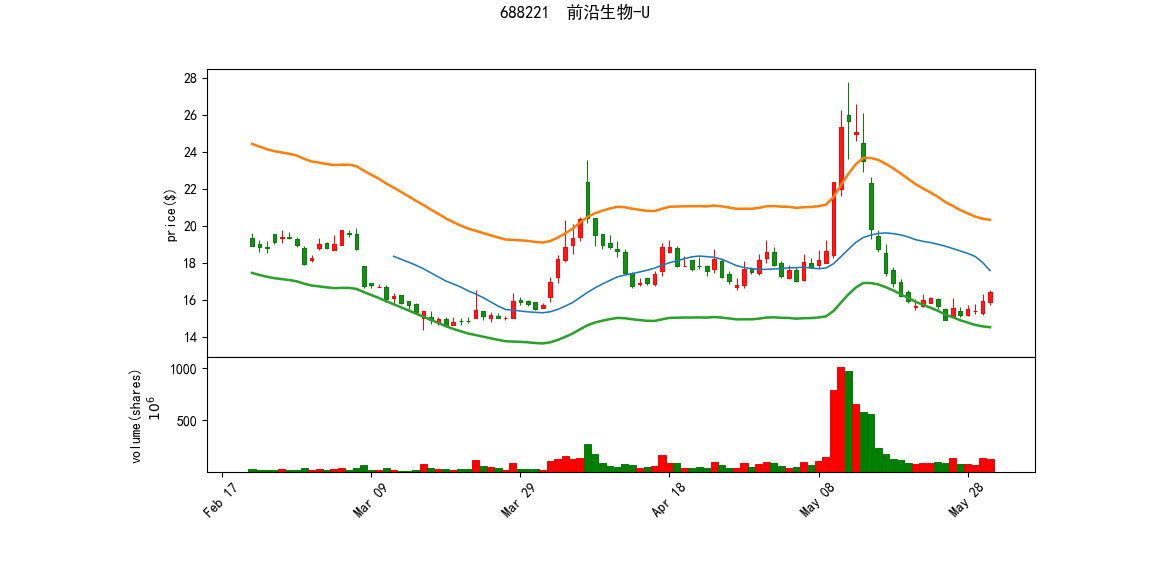 688221 前沿生物-U
28
26
24
22
20
18
16
14
price($)
1000
500
volume(shares)
10^6
Feb 17
Mar 09
Mar 29
Apr 18
May 08
May 28